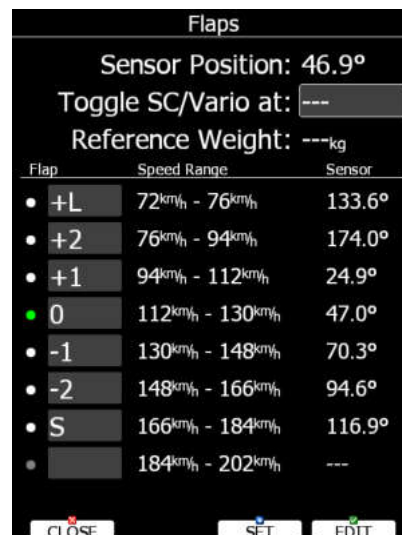 Flaps
Sensor Position: 46.9°
Toggle SC/Vario at: ---
Reference Weight: ---kg
Flap Speed Range Sensor
+L 72km/h - 76km/h 133.6°
+2 76km/h - 94km/h 174.0°
+1 94km/h - 112km/h 24.9°
0 112km/h - 130km/h 47.0°
-1 130km/h - 148km/h 70.3°
-2 148km/h - 166km/h 94.6°
S 166km/h - 184km/h 116.9°
184km/h - 202km/h ---
CLOSE SET EDIT